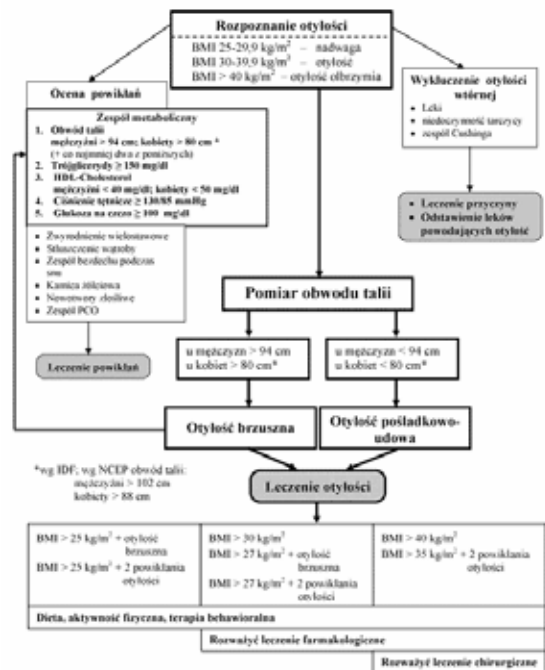 Rozpoznanie otyłości
BMI 25-29,9 kg/m² – nadwaga
BMI 30-39,9 kg/m² – otyłość
BMI > 40 kg/m² – otyłość olbrzymia
Ocena powikłań
Zespół metaboliczny
1. Obwód talii
mężczyźni > 94 cm; kobiety > 80 cm *
(+ co najmniej dwa z poniższych)
2. Trójglicerydy ≥ 150 mg/dl
3. HDL-Cholesterol
mężczyźni < 40 mg/dl; kobiety < 50 mg/dl
4. Ciśnienie tętnicze ≥ 130/85 mmHg
5. Glukoza na czczo ≥ 100 mg/dl
Zwyrodnienie wielostawowe
Stłuszczenie wątroby
Zespół bezdechu podczas
snu
Kamica żółciowa
Nowotwory złośliwe
Zespół PCO
Leczenie powikłań
Wykluczenie otyłości
wtórnej
Leki
niedoczynność tarczycy
zespół Cushinga
Leczenie przyczyny
Odstawienie leków
powodujących otyłość
Pomiar obwodu talii
u mężczyzn > 94 cm
u kobiet > 80 cm*
u mężczyzn < 94 cm
u kobiet < 80 cm*
Otyłość brzuszna
Otyłość pośladkowo-
udowa
*wg IDF; wg NCEP obwód talii:
mężczyźni > 102 cm
kobiety > 88 cm
Leczenie otyłości
BMI > 25 kg/m² + otyłość
brzuszna
BMI > 25 kg/m² + 2 powikłania
otyłości
BMI > 30 kg/m²
BMI > 27 kg/m² + otyłość
brzuszna
BMI > 27 kg/m² + 2 powikłania
otyłości
BMI > 40 kg/m²
BMI > 35 kg/m² + 2 powikłania
otyłości
Dieta, aktywność fizyczna, terapia behawioralna
Rozważyć leczenie farmakologiczne
Rozważyć leczenie chirurgiczne